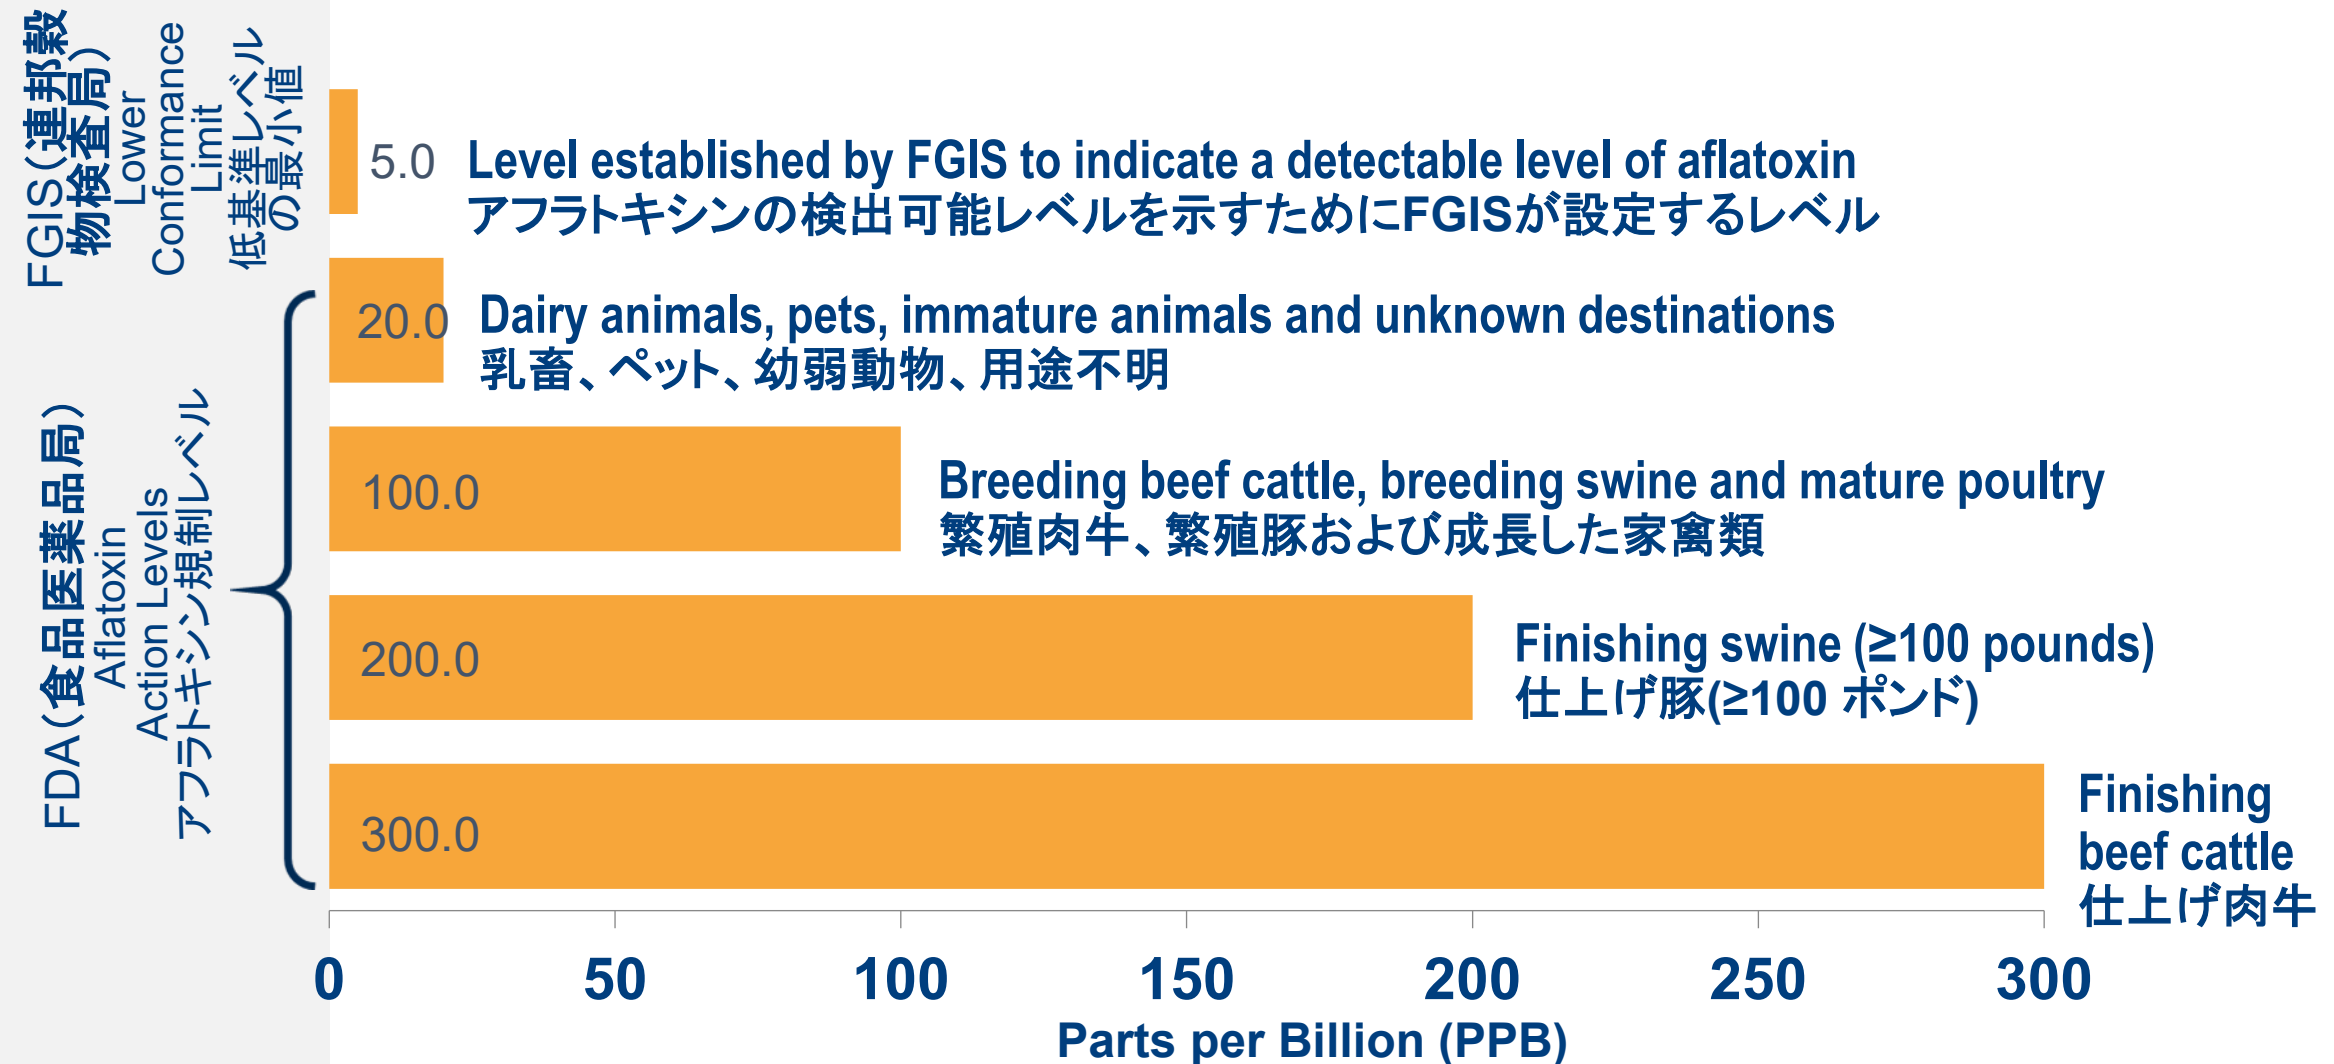 FGIS(連邦穀
物検査局)
Lower
Conformance
Limit
低基準レベル
の最小値
5.0
Level established by FGIS to indicate a detectable level of aflatoxin
アフラトキシンの検出可能レベルを示すためにFGISが設定するレベル
FDA(食品医薬品局)
Aflatoxin
Action Levels
アフラトキシン規制レベル
20.0
Dairy animals, pets, immature animals and unknown destinations
乳畜、ペット、幼弱動物、用途不明
100.0
Breeding beef cattle, breeding swine and mature poultry
繁殖肉牛、繁殖豚および成長した家禽類
200.0
Finishing swine (≥100 pounds)
仕上げ豚(≥100 ポンド)
300.0
Finishing
beef cattle
仕上げ肉牛
0 50 100 150 200 250 300
Parts per Billion (PPB)